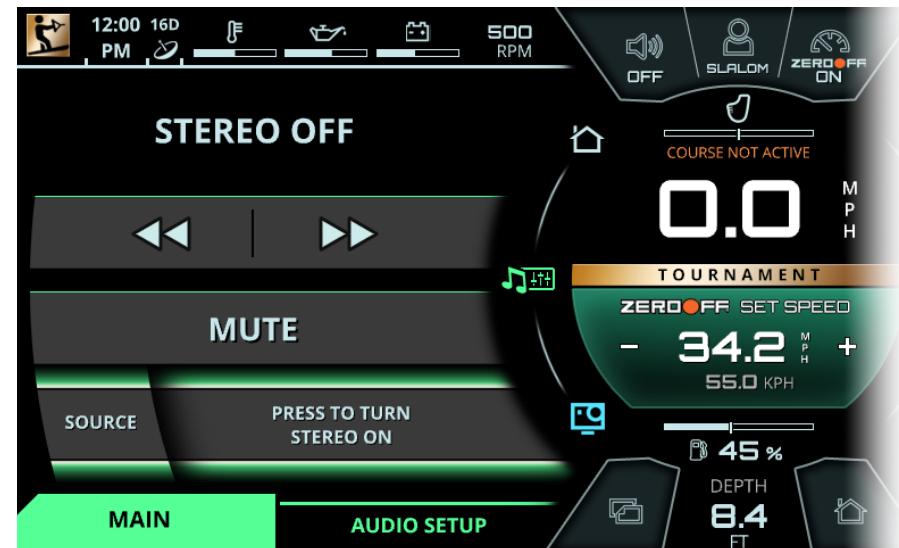 12:00 16D
PM
500
RPM
OFF
SLALOM
ZEROOFF
ON
STEREO OFF
COURSE NOT ACTIVE
0.0
M
P
H
TOURNAMENT
MUTE
ZEROOFF SET SPEED
- 34.2 +
M
P
H
55.0 KPH
SOURCE
PRESS TO TURN
STEREO ON
45 %
DEPTH
8.4
FT
MAIN
AUDIO SETUP